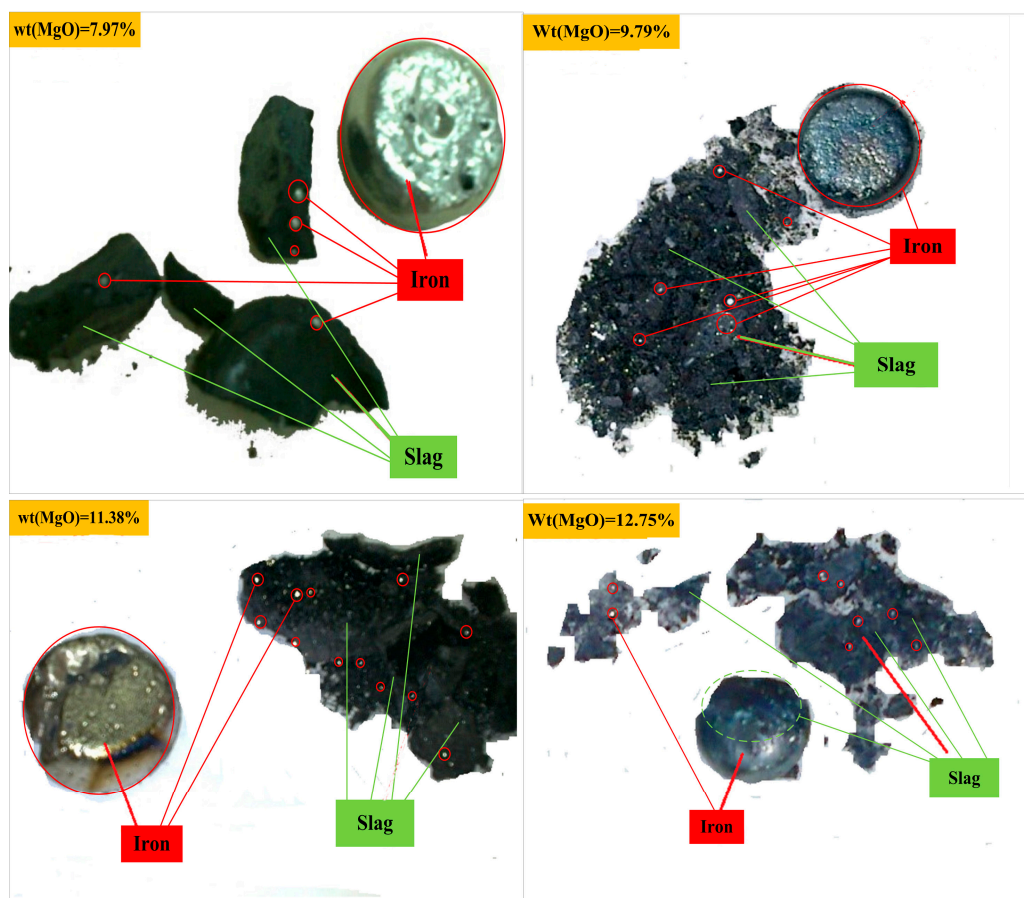 wt(MgO)=7.97%
Iron
Slag
Wt(MgO)=9.79%
Iron
Slag
wt(MgO)=11.38%
Iron
Slag
Wt(MgO)=12.75%
Slag
Iron